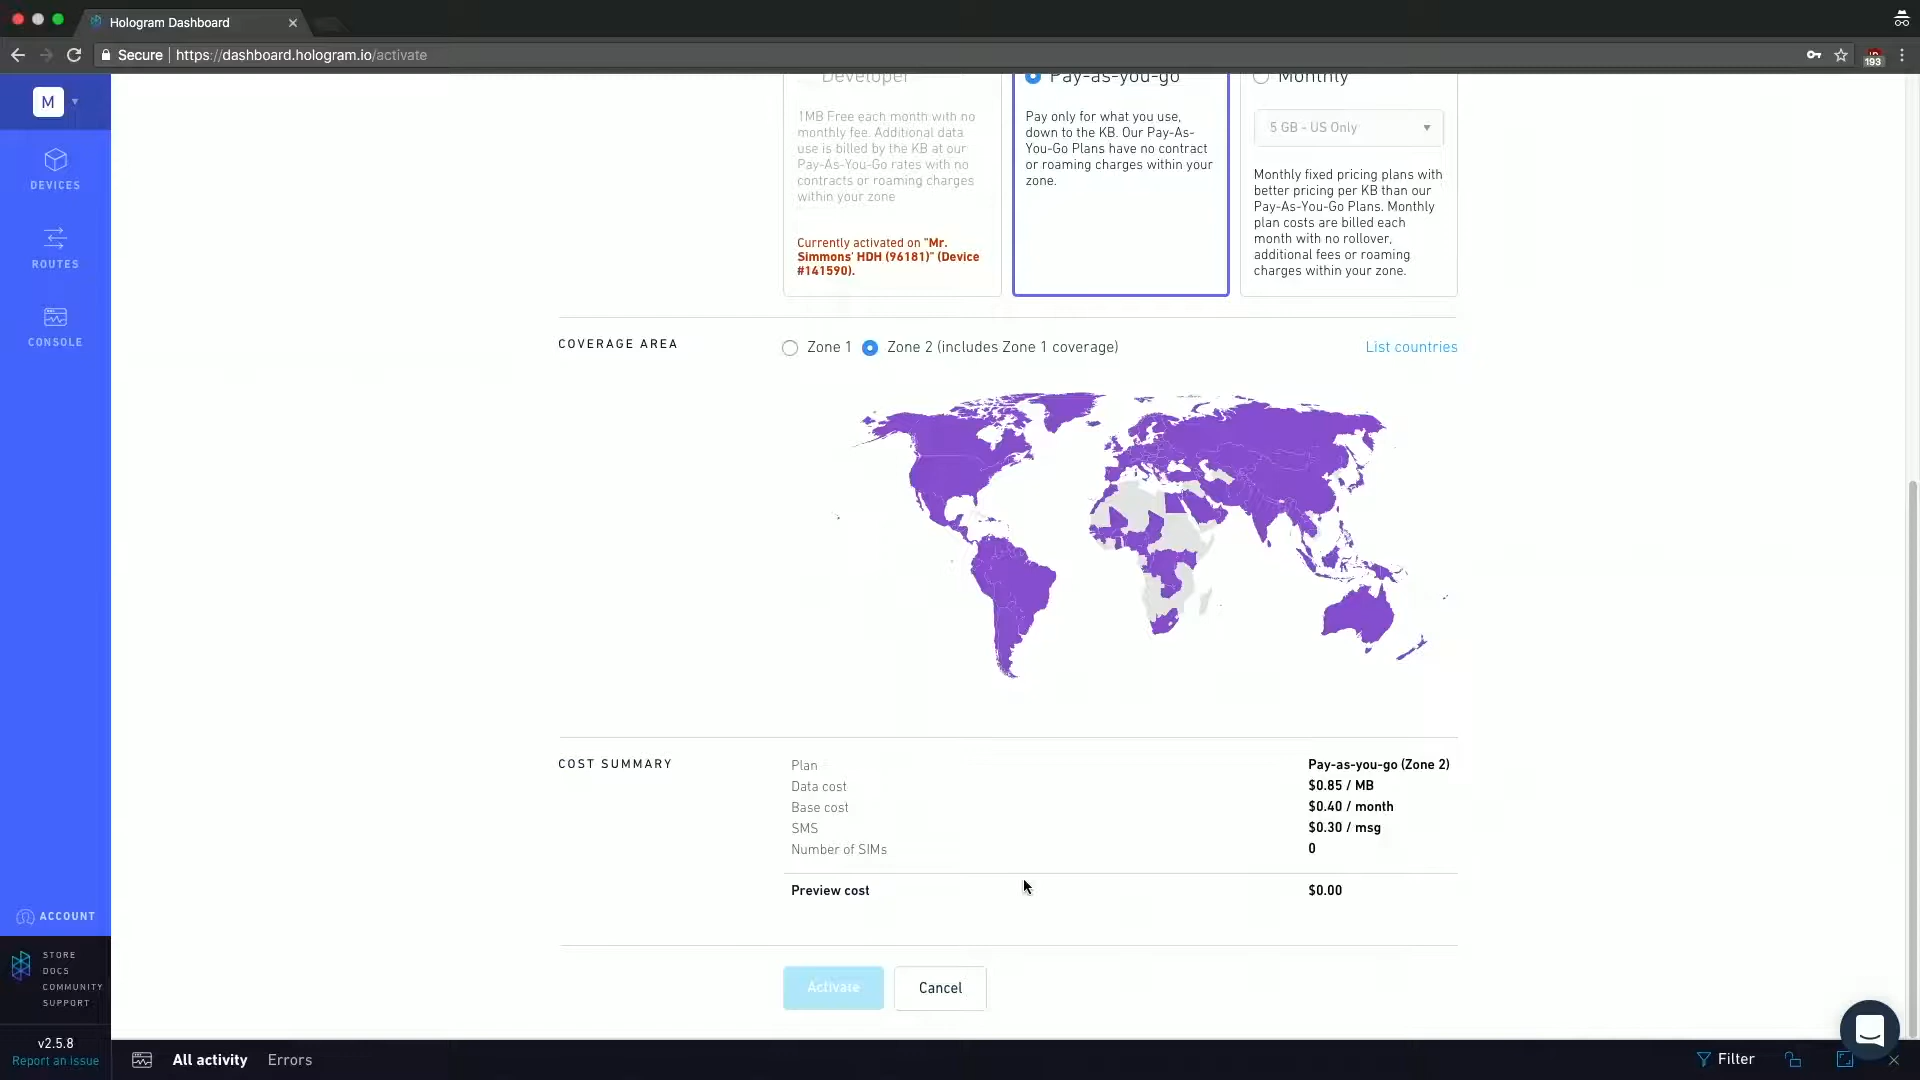 Hologram Dashboard
Secure
https://dashboard.hologram.io/activate
193
M
DEVICES
ROUTES
CONSOLE
ACCOUNT
STORE
DOCS
COMMUNITY
SUPPORT
v2.5.8
Report an issue
Developer
1MB Free each month with no
monthly fee. Additional data
use is billed by the KB at our
Pay-As-You-Go rates with no
contracts or roaming charges
within your zone
Currently activated on "Mr.
Simmons' HDH (96181)" (Device
#141590).
Pay-as-you-go
Pay only for what you use,
down to the KB. Our Pay-As-
You-Go Plans have no contract
or roaming charges within your
zone.
Monthly
5 GB - US Only
Monthly fixed pricing plans with
better pricing per KB than our
Pay-As-You-Go Plans. Monthly
plan costs are billed each
month with no rollover,
additional fees or roaming
charges within your zone.
COVERAGE AREA
Zone 1
Zone 2 (includes Zone 1 coverage)
List countries
COST SUMMARY
Plan Pay-as-you-go (Zone 2)
Data cost $0.85 / MB
Base cost $0.40 / month
SMS $0.30 / msg
Number of SIMs 0
Preview cost $0.00
Activate
Cancel
All activity
Errors
Filter